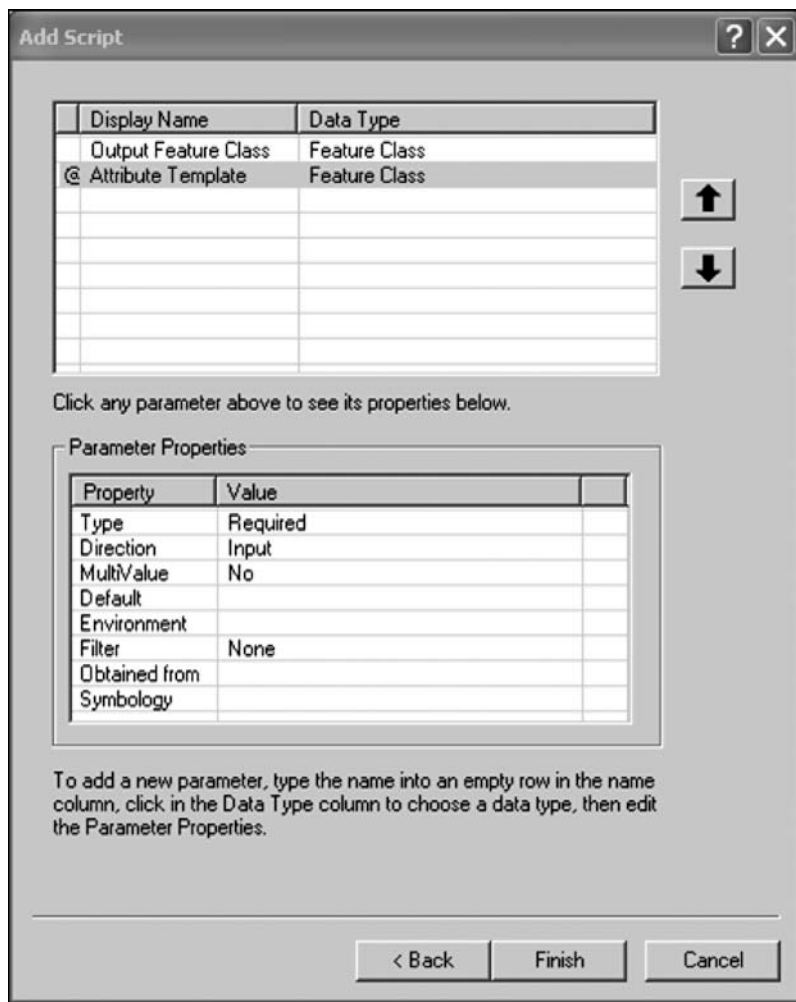 Add Script
? X
Display Name Data Type
Output Feature Class Feature Class
Attribute Template Feature Class
Click any parameter above to see its properties below.
Parameter Properties
Property Value
Type Required
Direction Input
MultiValue No
Default
Environment
Filter None
Obtained from
Symbology
To add a new parameter, type the name into an empty row in the name
column, click in the Data Type column to choose a data type, then edit
the Parameter Properties.
< Back Finish Cancel